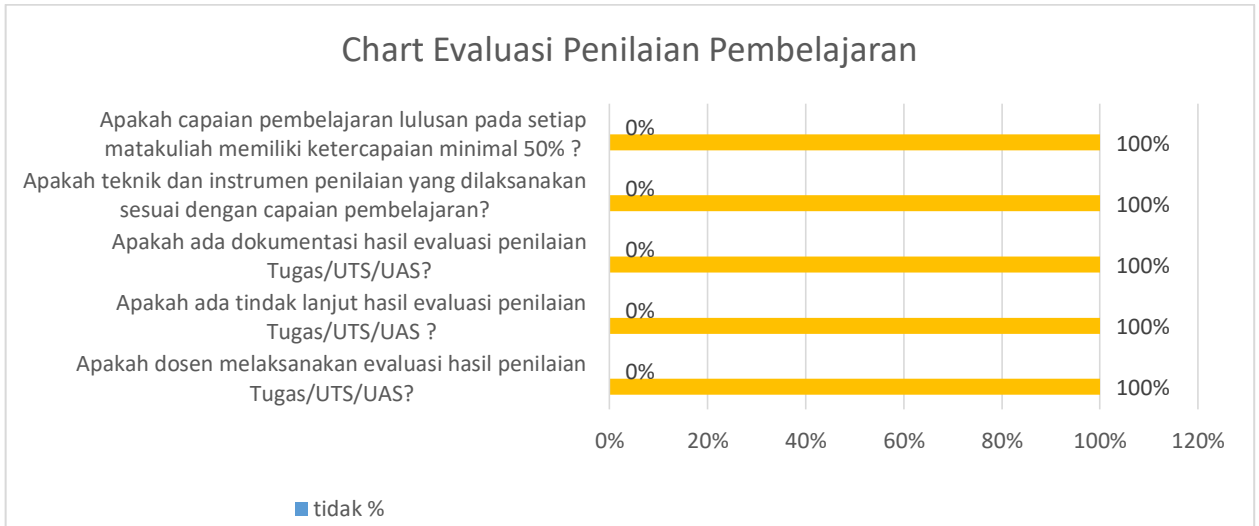 Chart Evaluasi Penilaian Pembelajaran
Apakah capaian pembelajaran lulusan pada setiap
matakuliah memiliki ketercapaian minimal 50% ?
0%
100%
Apakah teknik dan instrumen penilaian yang dilaksanakan
sesuai dengan capaian pembelajaran?
0%
100%
Apakah ada dokumentasi hasil evaluasi penilaian
Tugas/UTS/UAS?
0%
100%
Apakah ada tindak lanjut hasil evaluasi penilaian
Tugas/UTS/UAS ?
0%
100%
Apakah dosen melaksanakan evaluasi hasil penilaian
Tugas/UTS/UAS?
0%
100%
0% 20% 40% 60% 80% 100% 120%
tidak %